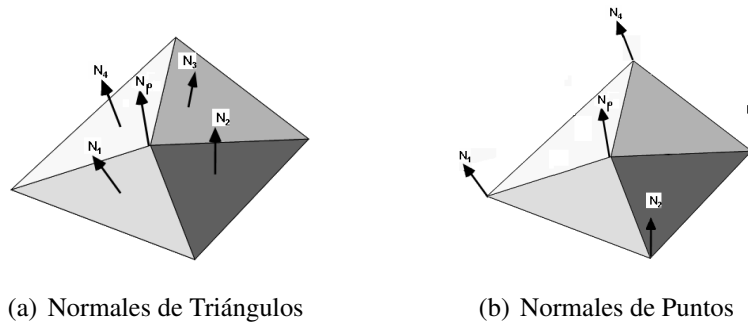 N4
N4
Np
N3
N1
N2
Np
N1
N2
(a) Normales de Triángulos
(b) Normales de Puntos